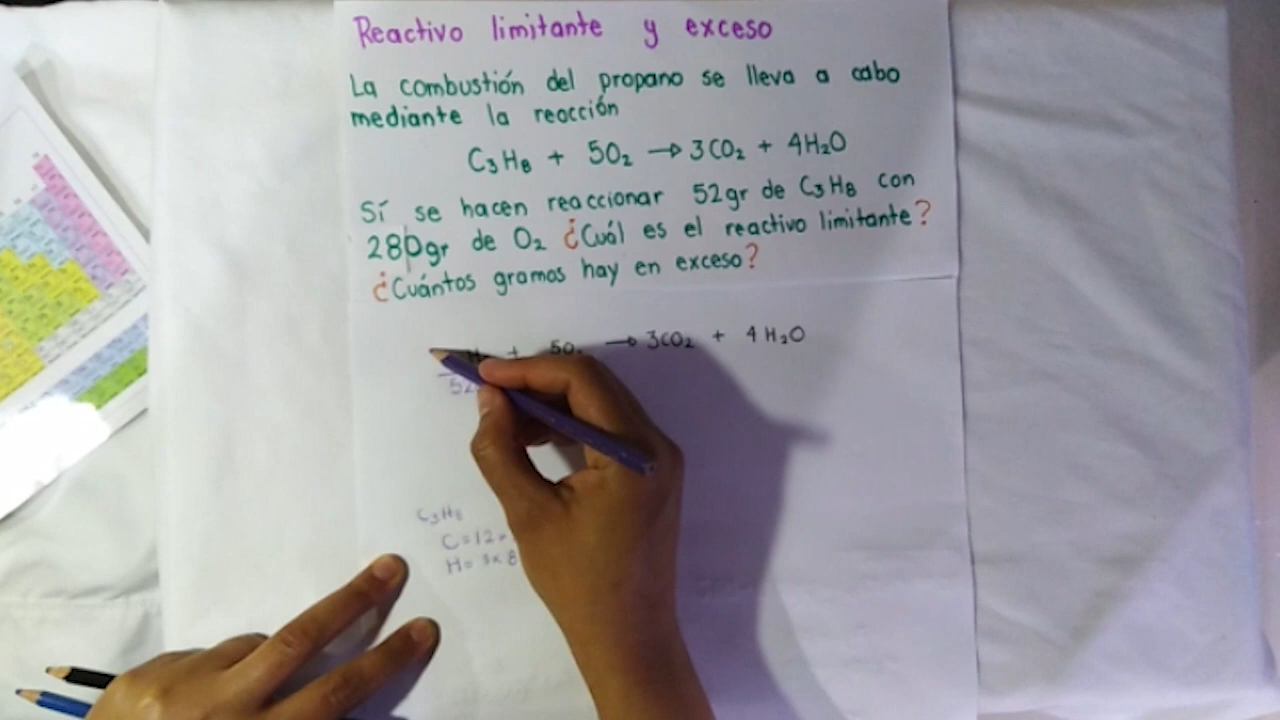 Reactivo limitante y exceso
La combustión del propano se lleva a cabo
mediante la reacción
C₃H₈ + 5O₂ → 3CO₂ + 4H₂O
Sí se hacen reaccionar 52gr de C₃H₈ con
280gr de O₂ ¿Cuál es el reactivo limitante?
¿Cuántos gramos hay en exceso?
+ 5O₂ → 3CO₂ + 4H₂O
52
C₃H₈
C=12
H=